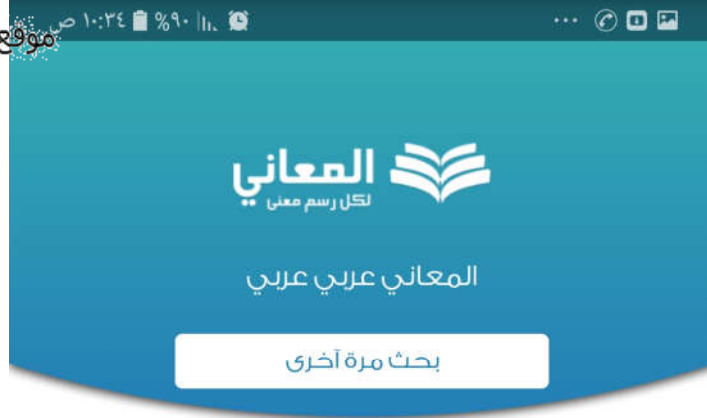 ١٠:٣٤ ص %٩٠
موقع
المعاني
لكل رسم معنى
المعاني عربي عربي
بحث مرة آخرى